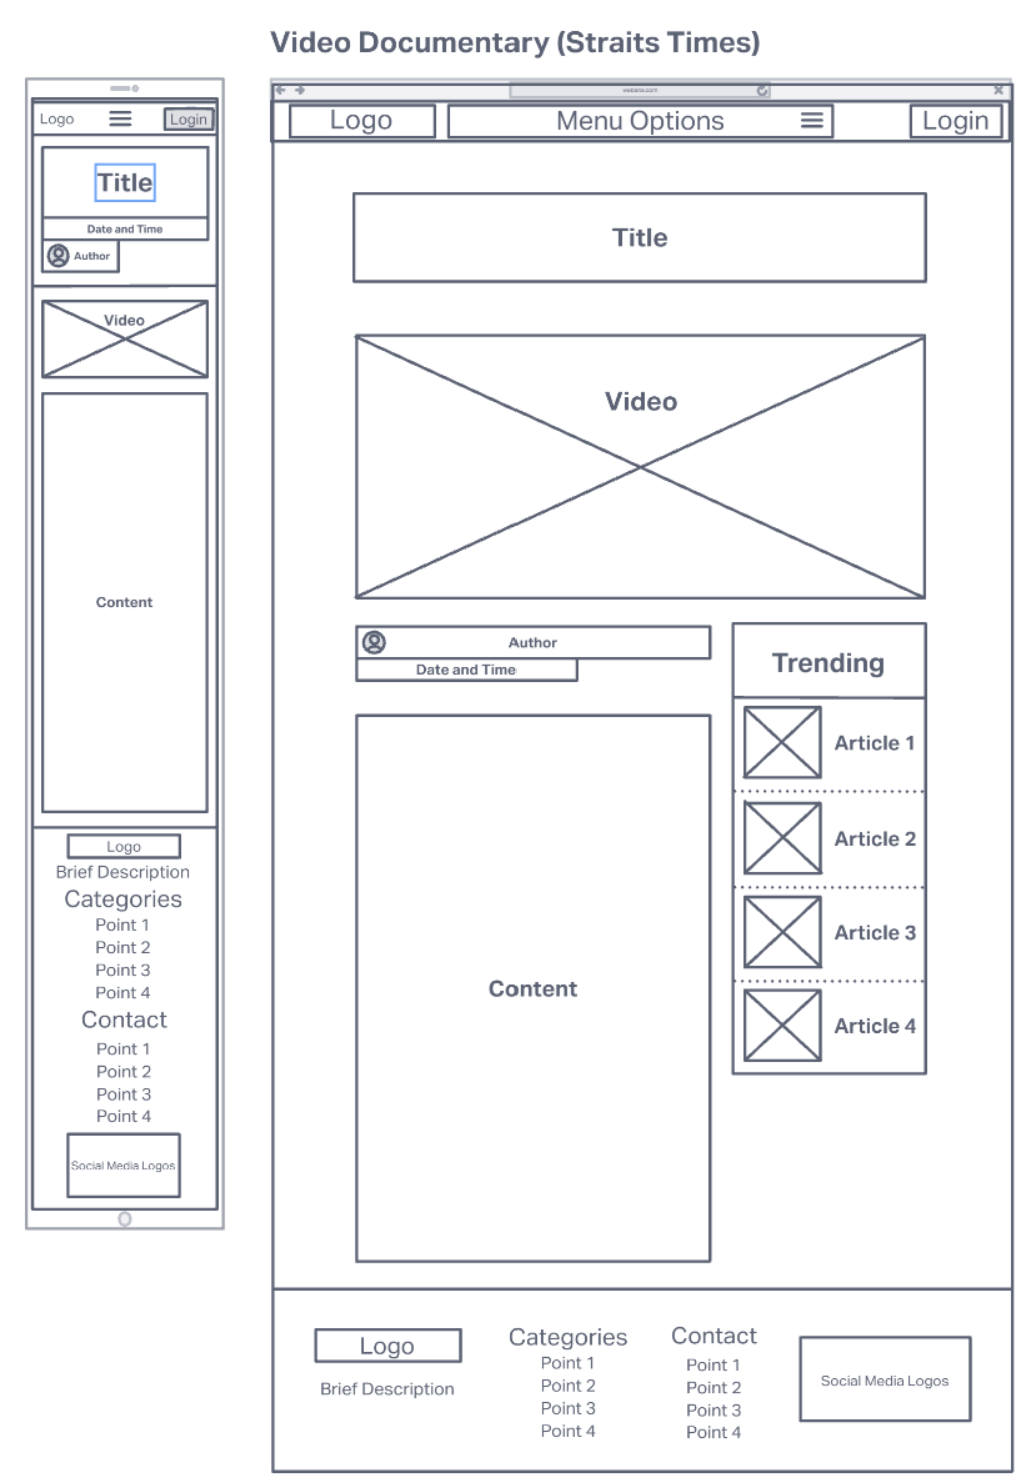 Video Documentary (Straits Times)
Logo
Login
Title
Date and Time
Author
Video
Content
Logo
Brief Description
Categories
Point 1
Point 2
Point 3
Point 4
Contact
Point 1
Point 2
Point 3
Point 4
Social Media Logos
website.com
Logo
Menu Options
Login
Title
Video
Author
Date and Time
Content
Trending
Article 1
Article 2
Article 3
Article 4
Logo
Brief Description
Categories
Point 1
Point 2
Point 3
Point 4
Contact
Point 1
Point 2
Point 3
Point 4
Social Media Logos